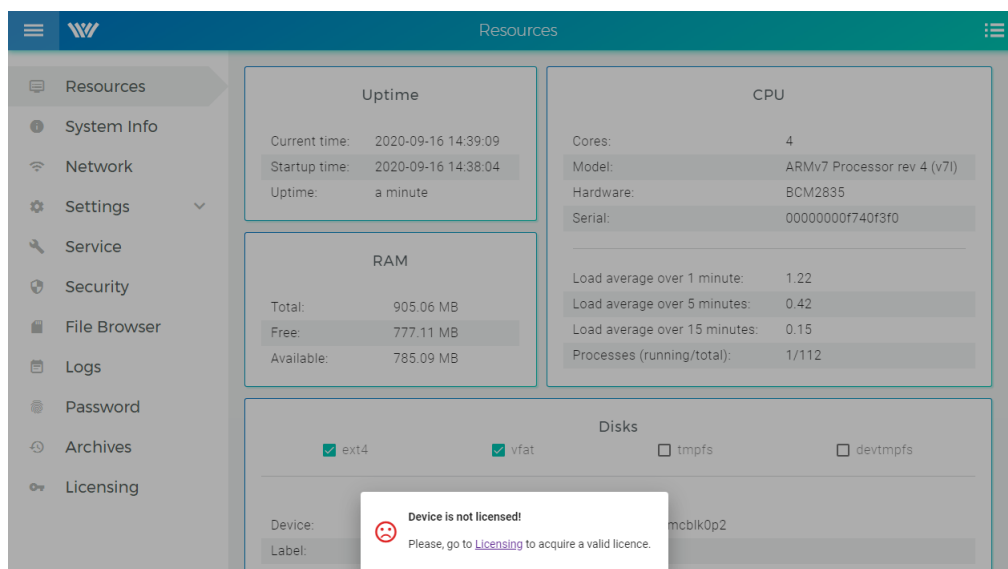 Resources
Resources
System Info
Network
Settings
Service
Security
File Browser
Logs
Password
Archives
Licensing
Uptime
Current time: 2020-09-16 14:39:09
Startup time: 2020-09-16 14:38:04
Uptime: a minute
RAM
Total: 905.06 MB
Free: 777.11 MB
Available: 785.09 MB
CPU
Cores: 4
Model: ARMv7 Processor rev 4 (v7l)
Hardware: BCM2835
Serial: 00000000f740f3f0
Load average over 1 minute: 1.22
Load average over 5 minutes: 0.42
Load average over 15 minutes: 0.15
Processes (running/total): 1/112
Disks
ext4 vfat tmpfs devtmpfs
Device: mcblk0p2
Label:
Device is not licensed!
Please, go to Licensing to acquire a valid licence.